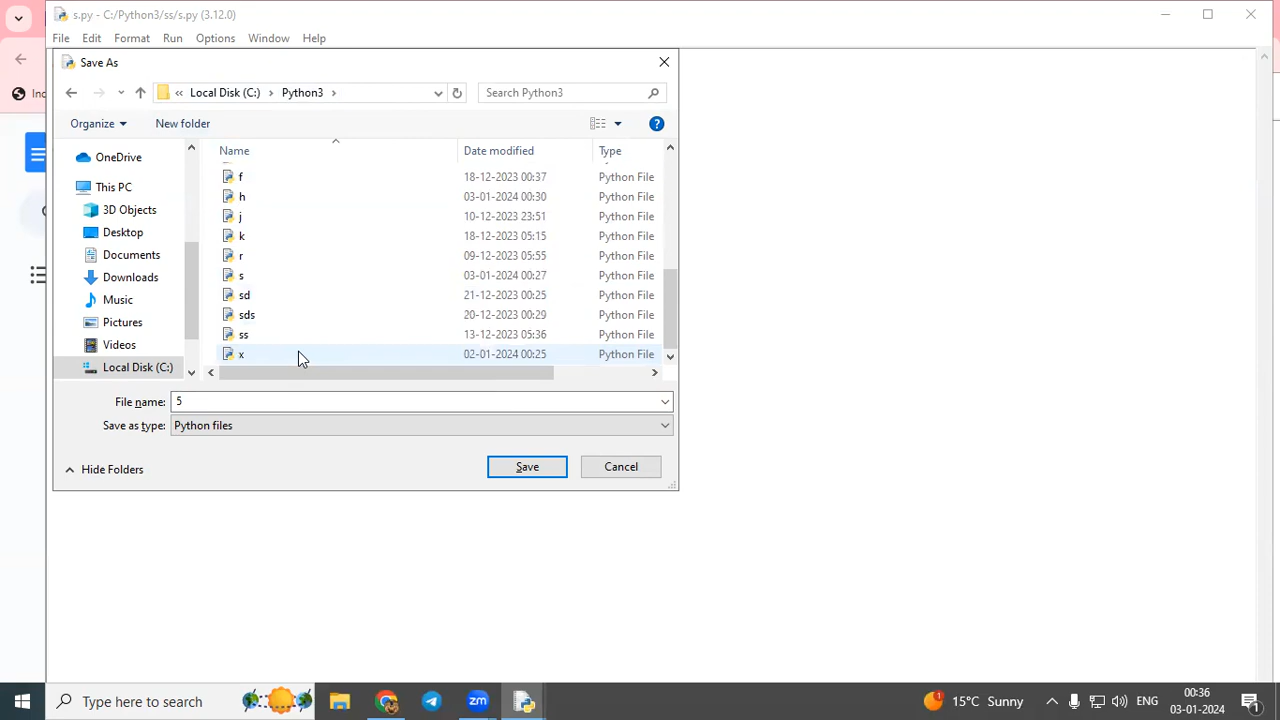 s.py - C:/Python3/ss/s.py (3.12.0)
File Edit Format Run Options Window Help
Save As
« Local Disk (C:) › Python3 ›
Search Python3
Organize
New folder
Name Date modified Type
OneDrive
This PC
3D Objects
Desktop
Documents
Downloads
Music
Pictures
Videos
Local Disk (C:)
f 18-12-2023 00:37 Python File
h 03-01-2024 00:30 Python File
j 10-12-2023 23:51 Python File
k 18-12-2023 05:15 Python File
r 09-12-2023 05:55 Python File
s 03-01-2024 00:27 Python File
sd 21-12-2023 00:25 Python File
sds 20-12-2023 00:29 Python File
ss 13-12-2023 05:36 Python File
x 02-01-2024 00:25 Python File
File name: 5
Save as type: Python files
Hide Folders
Save
Cancel
Type here to search
zm
1
15°C Sunny
ENG
00:36
03-01-2024
1